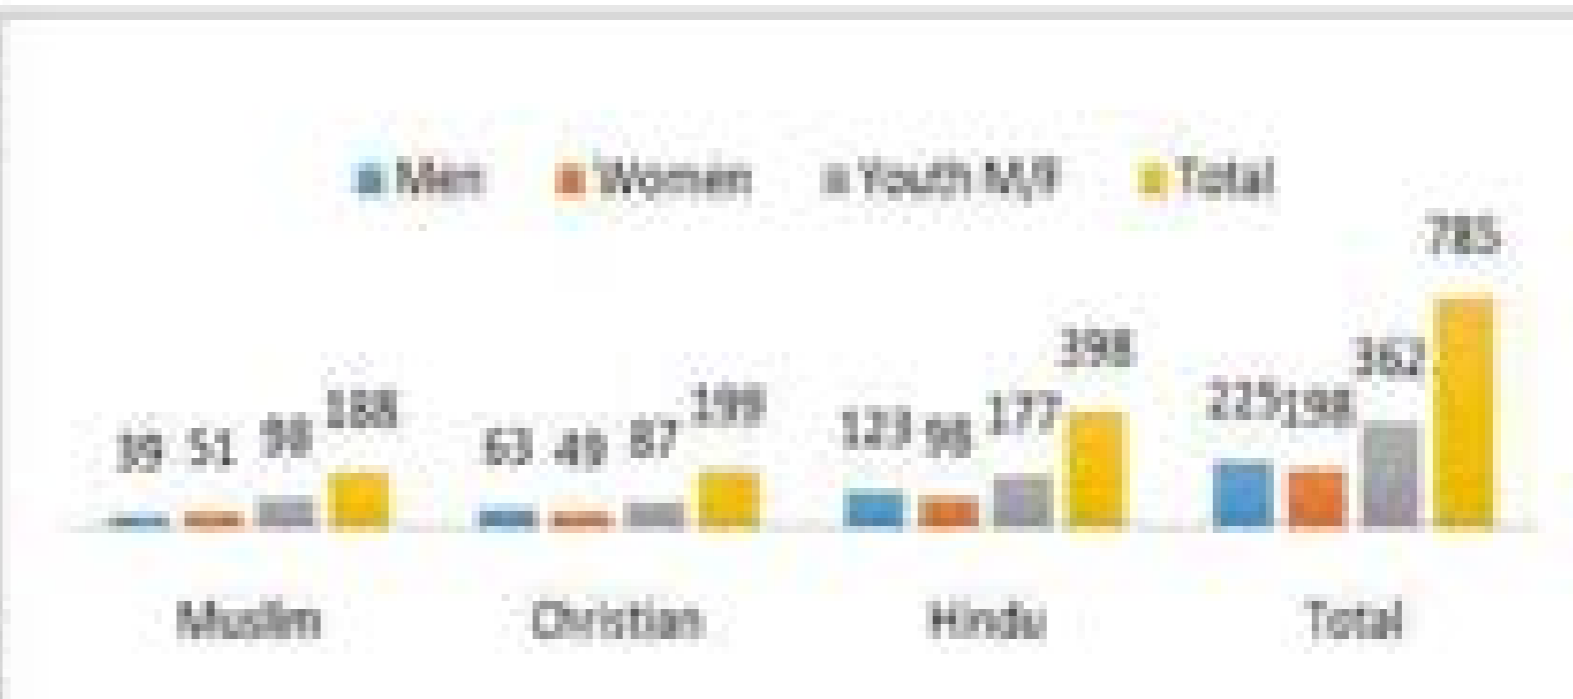 Men Women Youth M/F Total
785
398
362
188 199 177 225 198
39 51 98 63 49 87 123 98
Muslim Christian Hindu Total